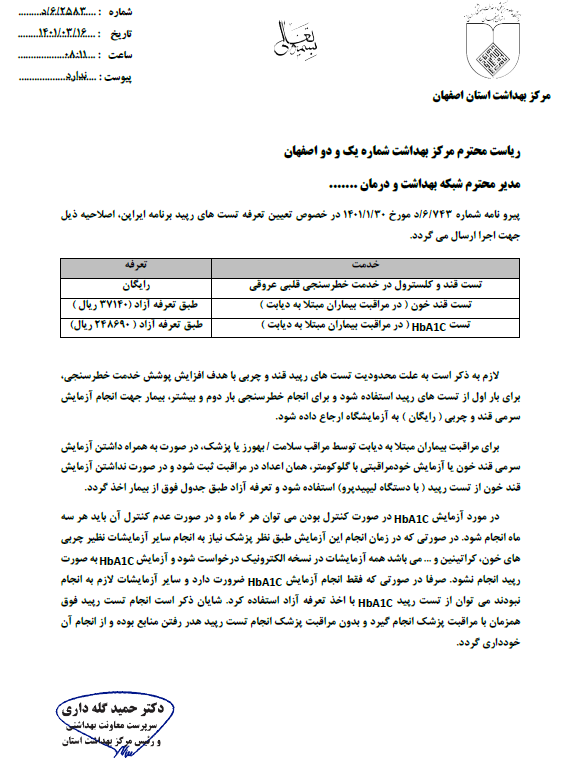 شماره : ....۶/۲۵۸۳/د......
تاریخ : ....۱۴۰۱/۰۳/۱۶......
ساعت : ....۰۸:۱۱......
پیوست : ....ندارد......
بسمه تعالی
مرکز بهداشت استان اصفهان
ریاست محترم مرکز بهداشت شماره یک و دو اصفهان
مدیر محترم شبکه بهداشت و درمان .......
پیرو نامه شماره ۶/۷۴۳/د مورخ ۱۴۰۱/۱/۳۰ در خصوص تعیین تعرفه تست های رپید برنامه ایراپن، اصلاحیه ذیل
جهت اجرا ارسال می گردد.
خدمت تعرفه
تست قند و کلسترول در خدمت خطرسنجی قلبی عروقی رایگان
تست قند خون ( در مراقبت بیماران مبتلا به دیابت ) طبق تعرفه آزاد (۳۷۱۴۰ ریال )
تست HbA1C ( در مراقبت بیماران مبتلا به دیابت ) طبق تعرفه آزاد ( ۲۴۸۶۹۰ ریال)
لازم به ذکر است به علت محدودیت تست های رپید قند و چربی با هدف افزایش پوشش خدمت خطرسنجی،
برای بار اول از تست های رپید استفاده شود و برای انجام خطرسنجی بار دوم و بیشتر، بیمار جهت انجام آزمایش
سرمی قند و چربی ( رایگان ) به آزمایشگاه ارجاع داده شود.
برای مراقبت بیماران مبتلا به دیابت توسط مراقب سلامت / بهورز یا پزشک، در صورت به همراه داشتن آزمایش
سرمی قند خون یا آزمایش خودمراقبتی با گلوکومتر، همان اعداد در مراقبت ثبت شود و در صورت نداشتن آزمایش
قند خون از تست رپید ( با دستگاه لیپیدپرو) استفاده شود و تعرفه آزاد طبق جدول فوق از بیمار اخذ گردد.
در مورد آزمایش HbA1C در صورت کنترل بودن می توان هر ۶ ماه و در صورت عدم کنترل آن باید هر سه
ماه انجام شود. در صورتی که در زمان انجام این آزمایش طبق نظر پزشک نیاز به انجام سایر آزمایشات نظیر چربی
های خون، کراتینین و ... می باشد همه آزمایشات در نسخه الکترونیک درخواست شود و آزمایش HbA1C به صورت
رپید انجام نشود. صرفا در صورتی که فقط انجام آزمایش HbA1C ضرورت دارد و سایر آزمایشات لازم به انجام
نبودند می توان از تست رپید HbA1C با اخذ تعرفه آزاد استفاده کرد. شایان ذکر است انجام تست رپید فوق
همزمان با مراقبت پزشک انجام گیرد و بدون مراقبت پزشک انجام تست رپید هدر رفتن منابع بوده و از انجام آن
خودداری گردد.
دکتر حمید گله داری
سرپرست معاونت بهداشتی
و رئیس مرکز بهداشت استان